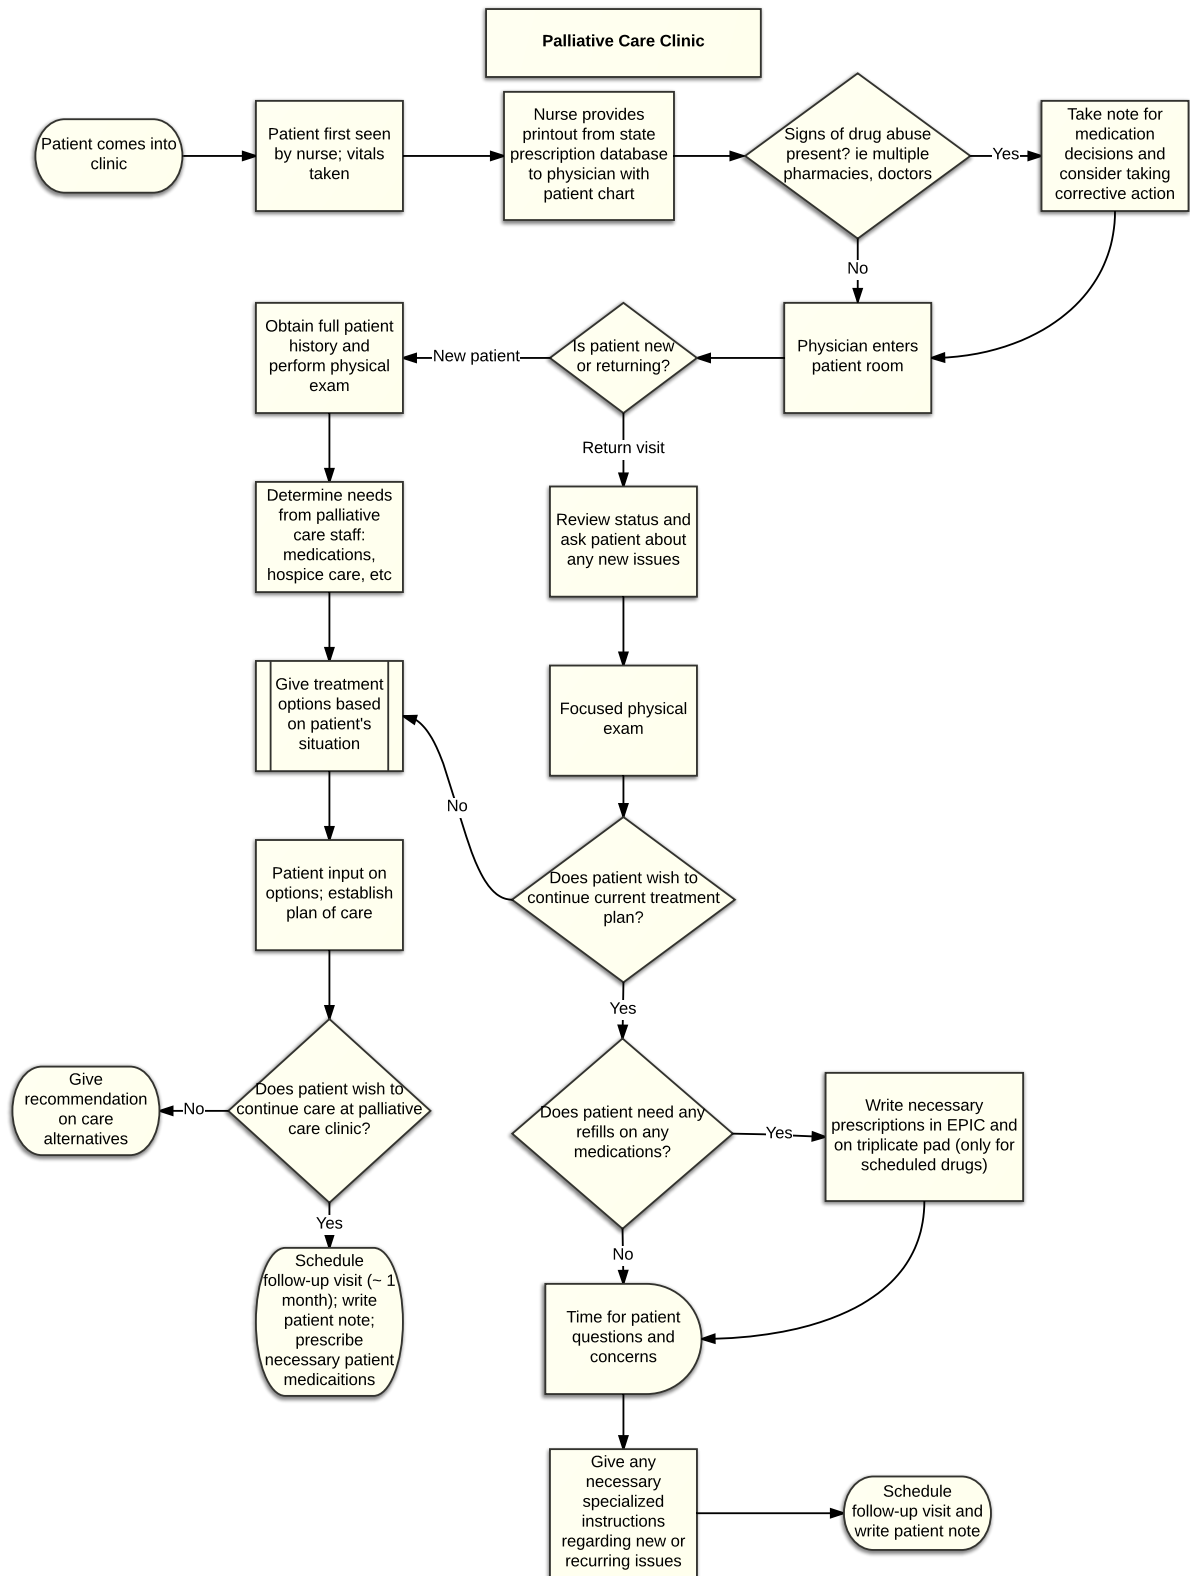 Palliative Care Clinic
Patient comes into
clinic
Patient first seen
by nurse; vitals
taken
Nurse provides
printout from state
prescription database
to physician with
patient chart
Signs of drug abuse
present? ie multiple
pharmacies, doctors
Yes
Take note for
medication
decisions and
consider taking
corrective action
No
Physician enters
patient room
Is patient new
or returning?
New patient
Obtain full patient
history and
perform physical
exam
Return visit
Determine needs
from palliative
care staff:
medications,
hospice care, etc
Review status and
ask patient about
any new issues
Give treatment
options based
on patient's
situation
Focused physical
exam
No
Patient input on
options; establish
plan of care
Does patient wish to
continue current treatment
plan?
Yes
Does patient wish to
continue care at palliative
care clinic?
No
Give
recommendation
on care
alternatives
Yes
Schedule
follow-up visit (~ 1
month); write
patient note;
prescribe
necessary patient
medicaitions
Does patient need any
refills on any
medications?
Yes
Write necessary
prescriptions in EPIC and
on triplicate pad (only for
scheduled drugs)
No
Time for patient
questions and
concerns
Give any
necessary
specialized
instructions
regarding new or
recurring issues
Schedule
follow-up visit and
write patient note